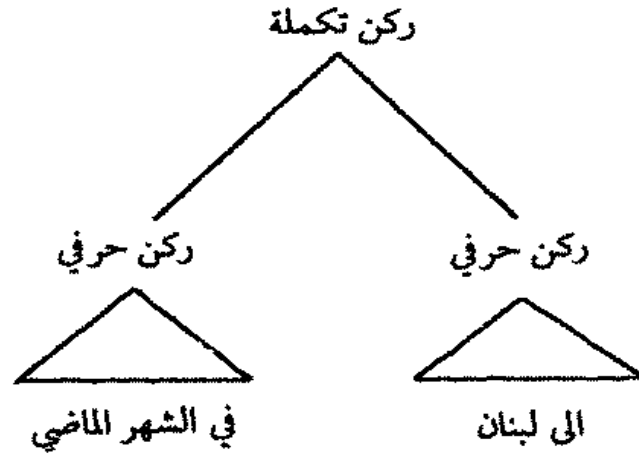 ركن تكملة
ركن حرفي
ركن حرفي
الى لبنان
في الشهر الماضي